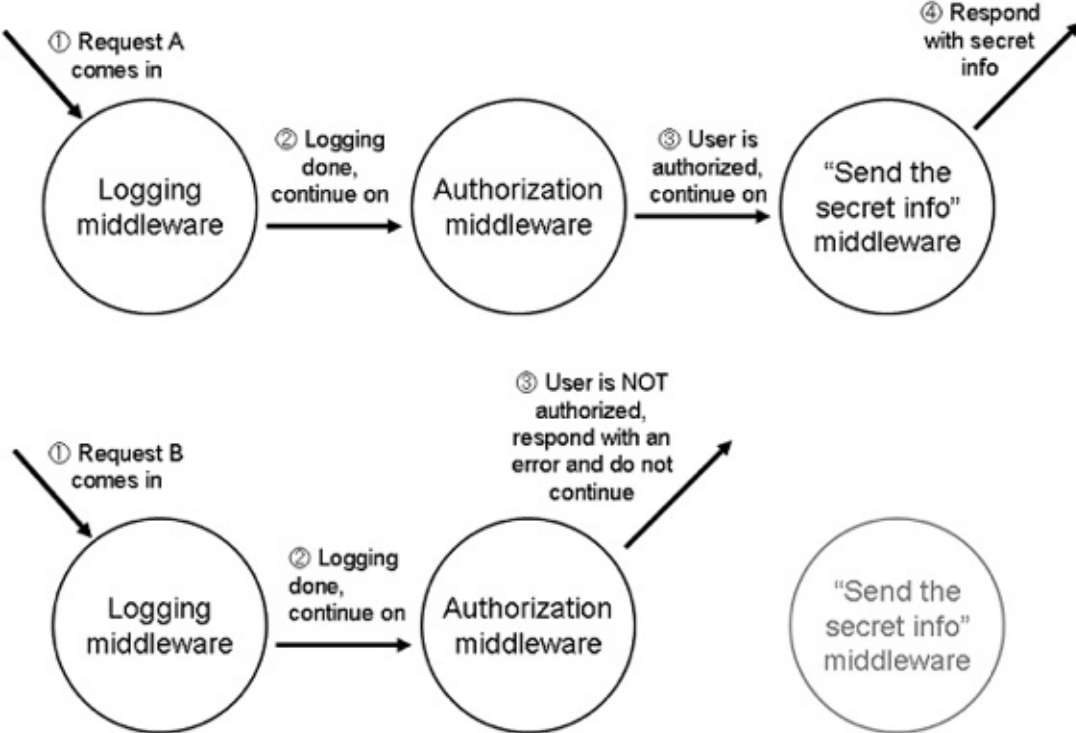 ① Request A
comes in
Logging
middleware
② Logging
done,
continue on
Authorization
middleware
③ User is
authorized,
continue on
“Send the
secret info”
middleware
④ Respond
with secret
info
① Request B
comes in
Logging
middleware
② Logging
done,
continue on
Authorization
middleware
③ User is NOT
authorized,
respond with an
error and do not
continue
“Send the
secret info”
middleware